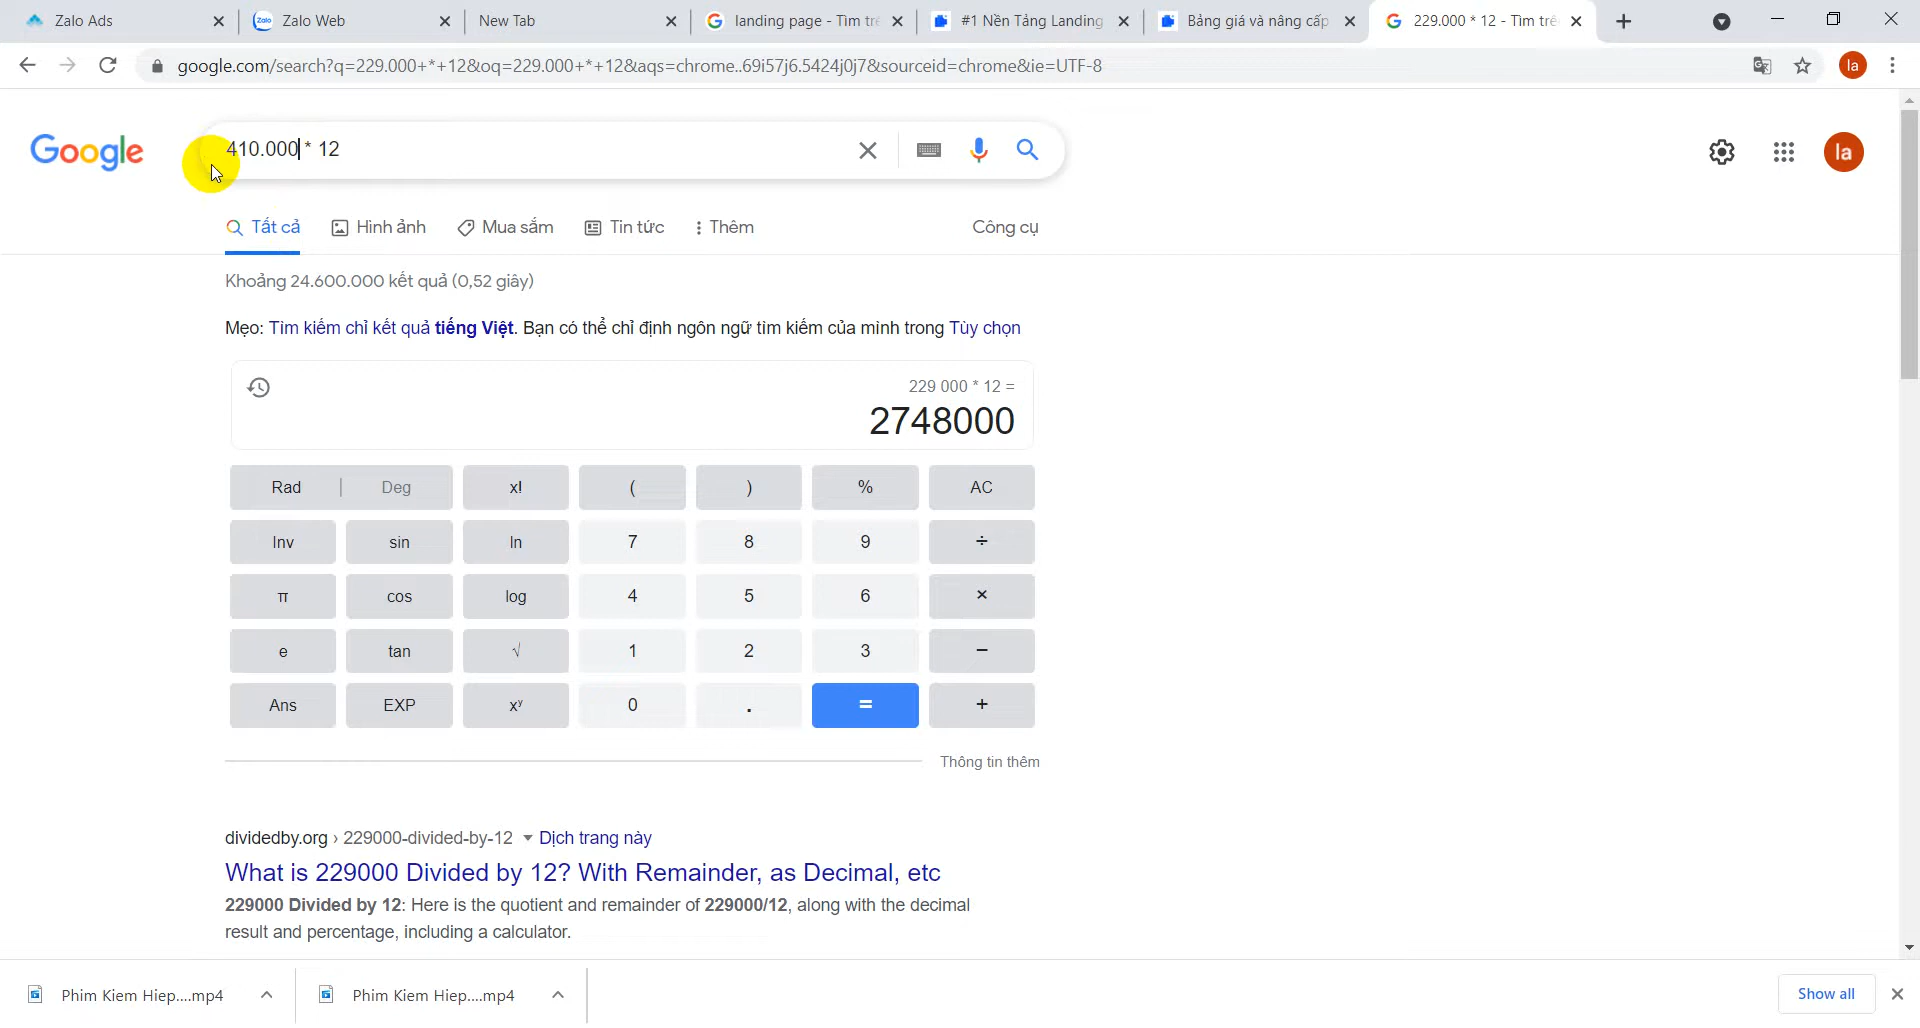 Zalo Ads
Zalo Web
New Tab
landing page - Tìm trê
#1 Nền Tảng Landing
Bảng giá và nâng cấp
229.000 * 12 - Tìm trê
google.com/search?q=229.000+*+12&oq=229.000+*+12&aqs=chrome..69i57j6.5424j0j7&sourceid=chrome&ie=UTF-8
la
Google
410.000 * 12
la
Tất cả
Hình ảnh
Mua sắm
Tin tức
Thêm
Công cụ
Khoảng 24.600.000 kết quả (0,52 giây)
Mẹo: Tìm kiếm chỉ kết quả tiếng Việt. Bạn có thể chỉ định ngôn ngữ tìm kiếm của mình trong Tùy chọn
229 000 * 12 =
2748000
Rad | Deg x! ( ) % AC
Inv sin ln 7 8 9 ÷
π cos log 4 5 6 ×
e tan √ 1 2 3 −
Ans EXP xʸ 0 . = +
Thông tin thêm
dividedby.org › 229000-divided-by-12 Dịch trang này
What is 229000 Divided by 12? With Remainder, as Decimal, etc
229000 Divided by 12: Here is the quotient and remainder of 229000/12, along with the decimal
result and percentage, including a calculator.
Phim Kiem Hiep....mp4
Phim Kiem Hiep....mp4
Show all